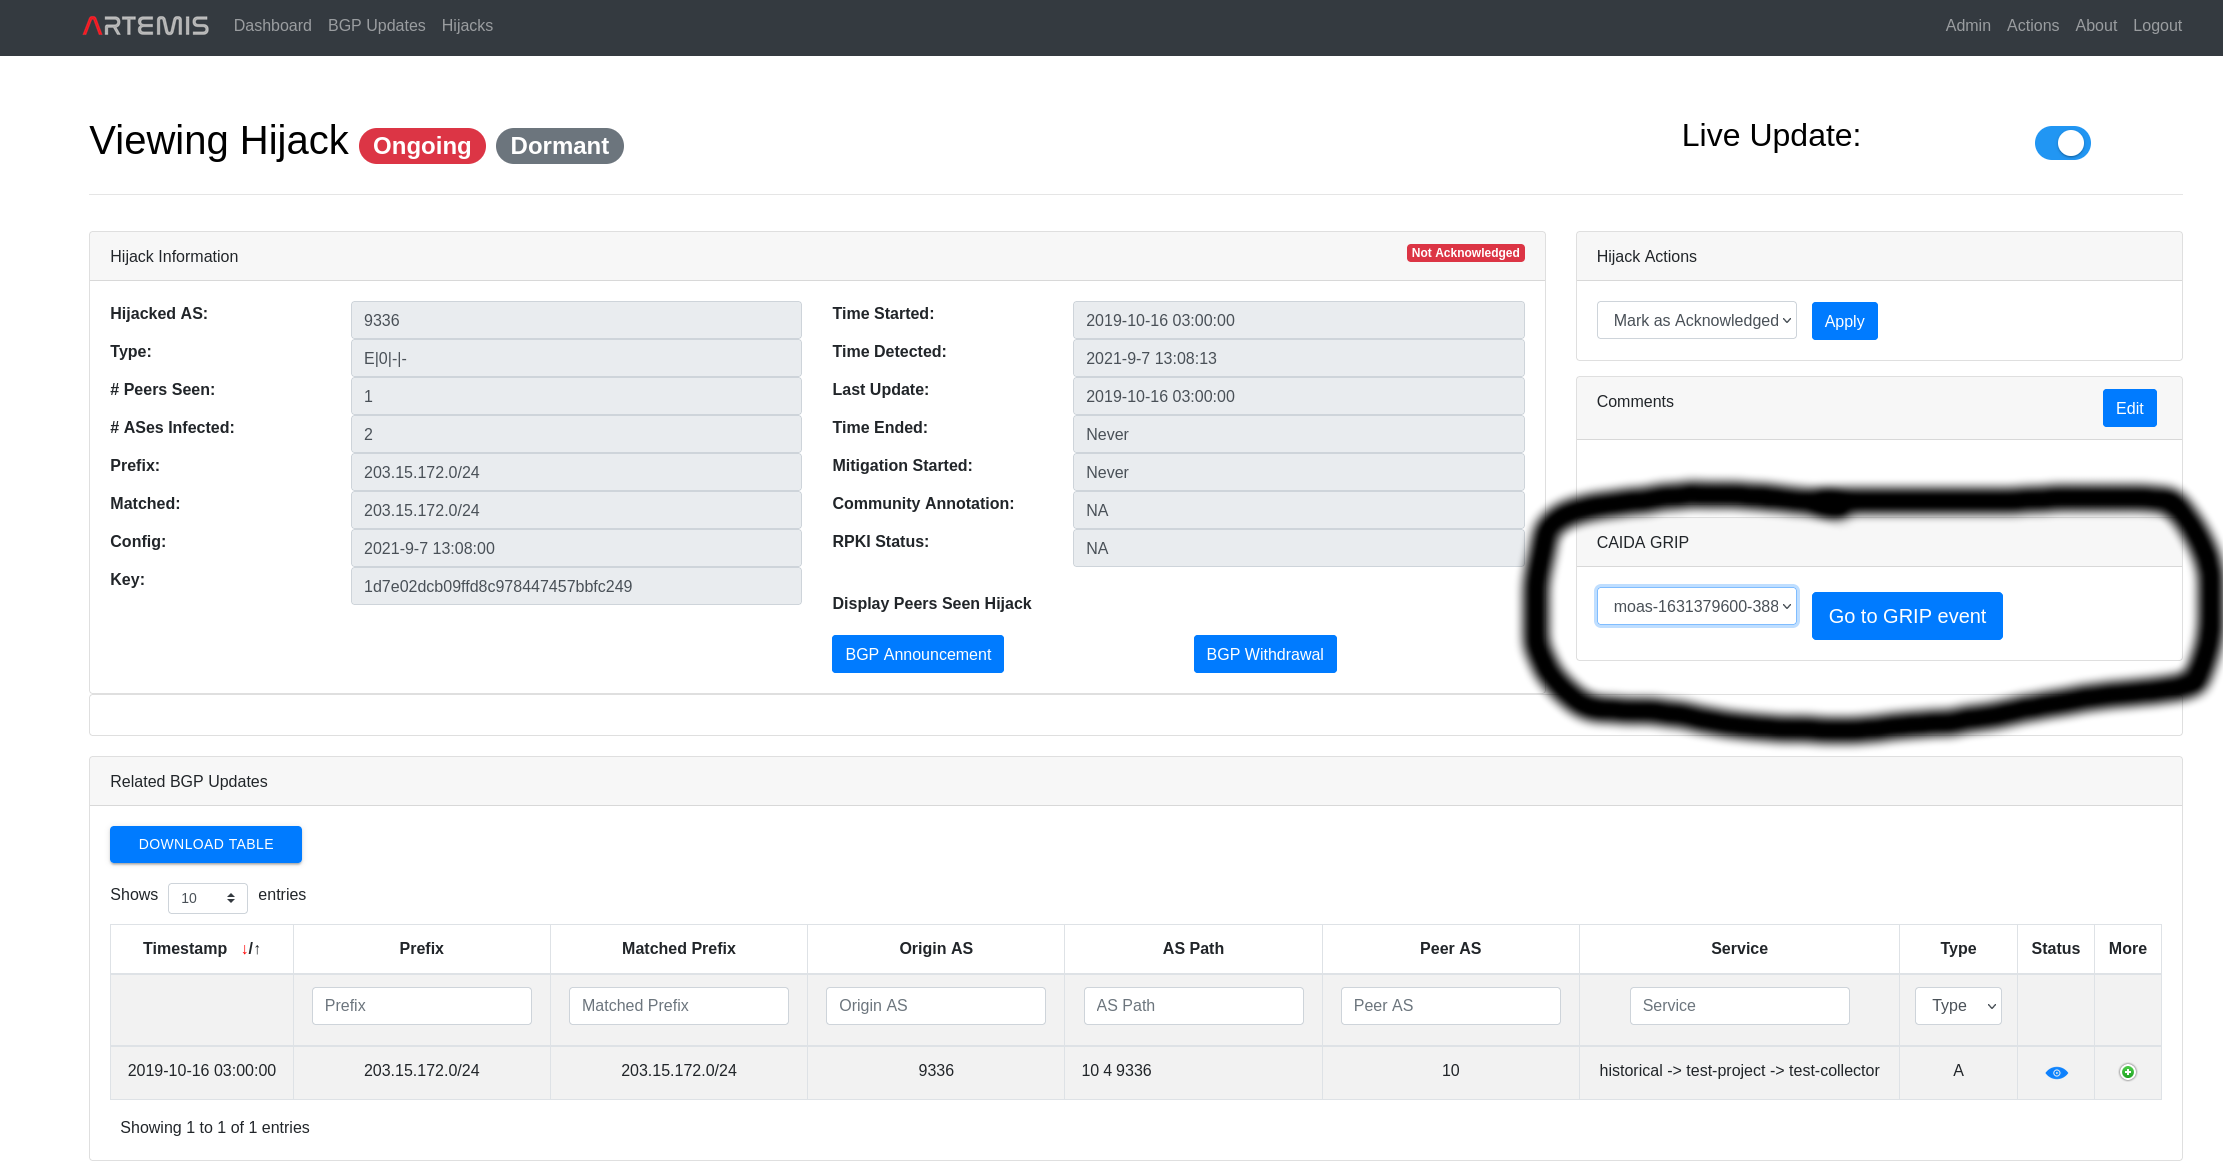 ARTEMIS Dashboard BGP Updates Hijacks Admin Actions About Logout
Viewing Hijack Ongoing Dormant Live Update:
Hijack Information Not Acknowledged
Hijacked AS: 9336 Time Started: 2019-10-16 03:00:00
Type: E|0|-|- Time Detected: 2021-9-7 13:08:13
# Peers Seen: 1 Last Update: 2019-10-16 03:00:00
# ASes Infected: 2 Time Ended: Never
Prefix: 203.15.172.0/24 Mitigation Started: Never
Matched: 203.15.172.0/24 Community Annotation: NA
Config: 2021-9-7 13:08:00 RPKI Status: NA
Key: 1d7e02dcb09ffd8c978447457bbfc249
Display Peers Seen Hijack
BGP Announcement BGP Withdrawal
Hijack Actions
Mark as Acknowledged Apply
Comments Edit
CAIDA GRIP
moas-1631379600-388 Go to GRIP event
Related BGP Updates
DOWNLOAD TABLE
Shows 10 entries
Timestamp ↓/↑ Prefix Matched Prefix Origin AS AS Path Peer AS Service Type Status More
Prefix Matched Prefix Origin AS AS Path Peer AS Service Type
2019-10-16 03:00:00 203.15.172.0/24 203.15.172.0/24 9336 10 4 9336 10 historical -> test-project -> test-collector A
Showing 1 to 1 of 1 entries